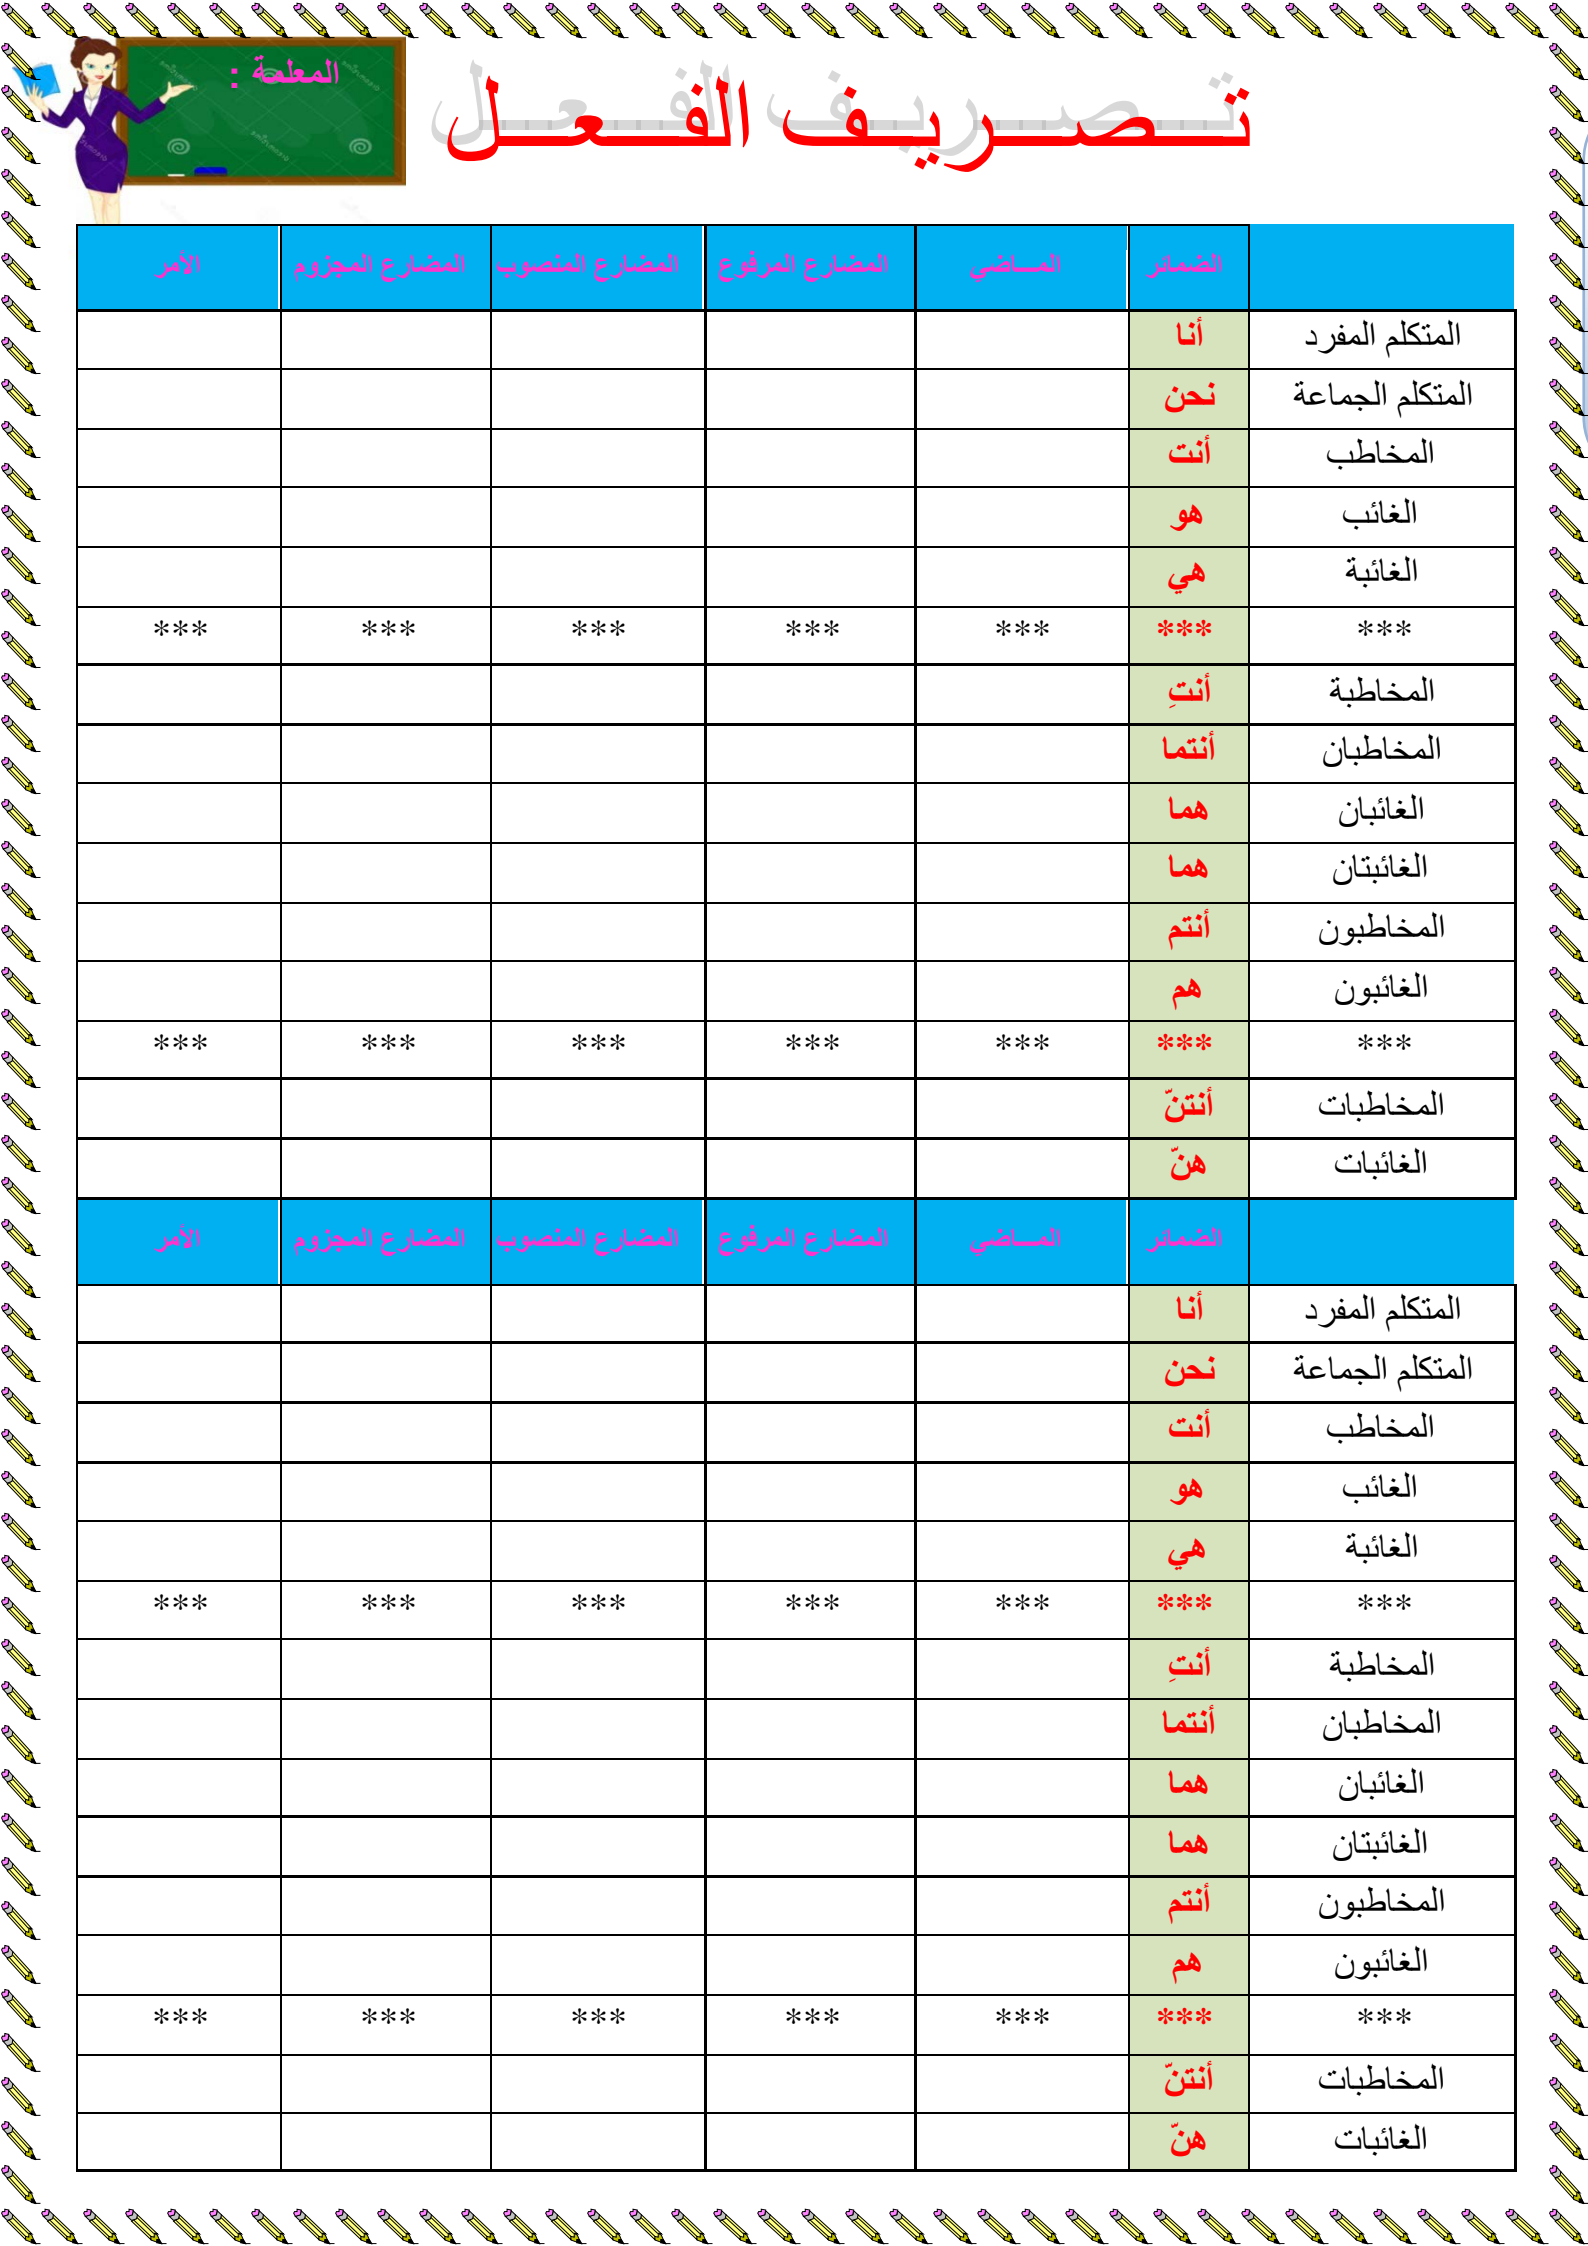 المعلمة :
تـــصـــريـــف الفـــعـــل
الضمائر المـــاضي المضارع المرفوع المضارع المنصوب المضارع المجزوم الأمر
المتكلم المفرد أنا
المتكلم الجماعة نحن
المخاطب أنت
الغائب هو
الغائبة هي
*** *** *** *** *** *** ***
المخاطبة أنتِ
المخاطبان أنتما
الغائبان هما
الغائبتان هما
المخاطبون أنتم
الغائبون هم
*** *** *** *** *** *** ***
المخاطبات أنتنّ
الغائبات هنّ
الضمائر المـــاضي المضارع المرفوع المضارع المنصوب المضارع المجزوم الأمر
المتكلم المفرد أنا
المتكلم الجماعة نحن
المخاطب أنت
الغائب هو
الغائبة هي
*** *** *** *** *** *** ***
المخاطبة أنتِ
المخاطبان أنتما
الغائبان هما
الغائبتان هما
المخاطبون أنتم
الغائبون هم
*** *** *** *** *** *** ***
المخاطبات أنتنّ
الغائبات هنّ